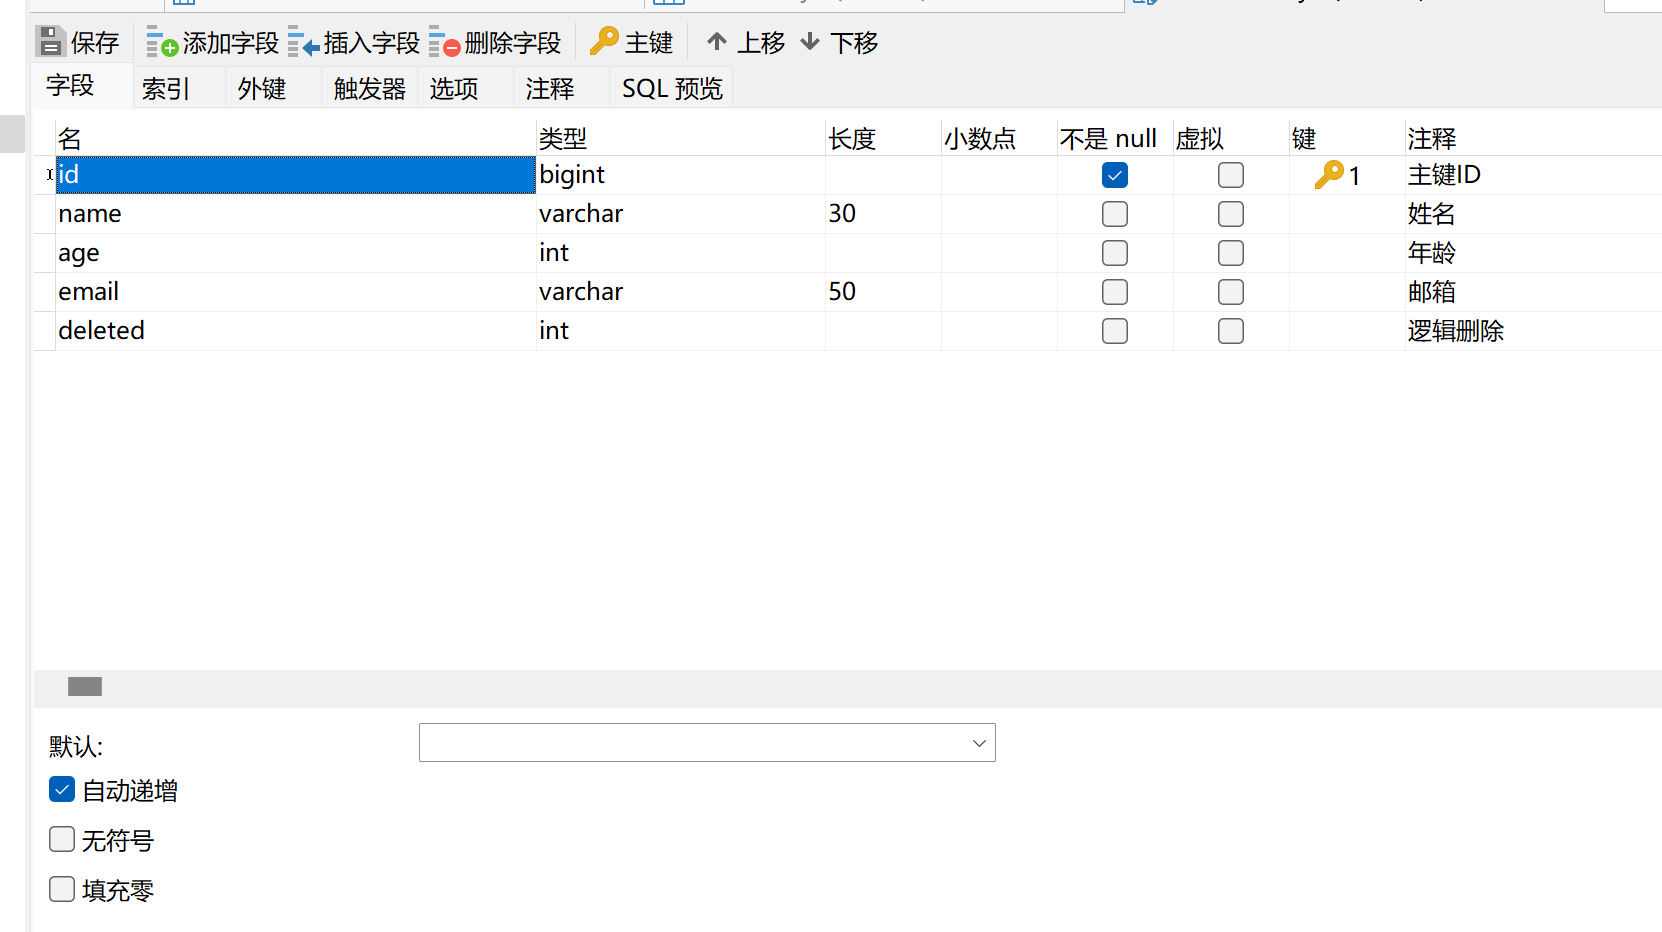 保存 添加字段 插入字段 删除字段 主键 上移 下移
字段 索引 外键 触发器 选项 注释 SQL 预览
名 类型 长度 小数点 不是 null 虚拟 键 注释
id bigint 1 主键ID
name varchar 30 姓名
age int 年龄
email varchar 50 邮箱
deleted int 逻辑删除
默认:
自动递增
无符号
填充零